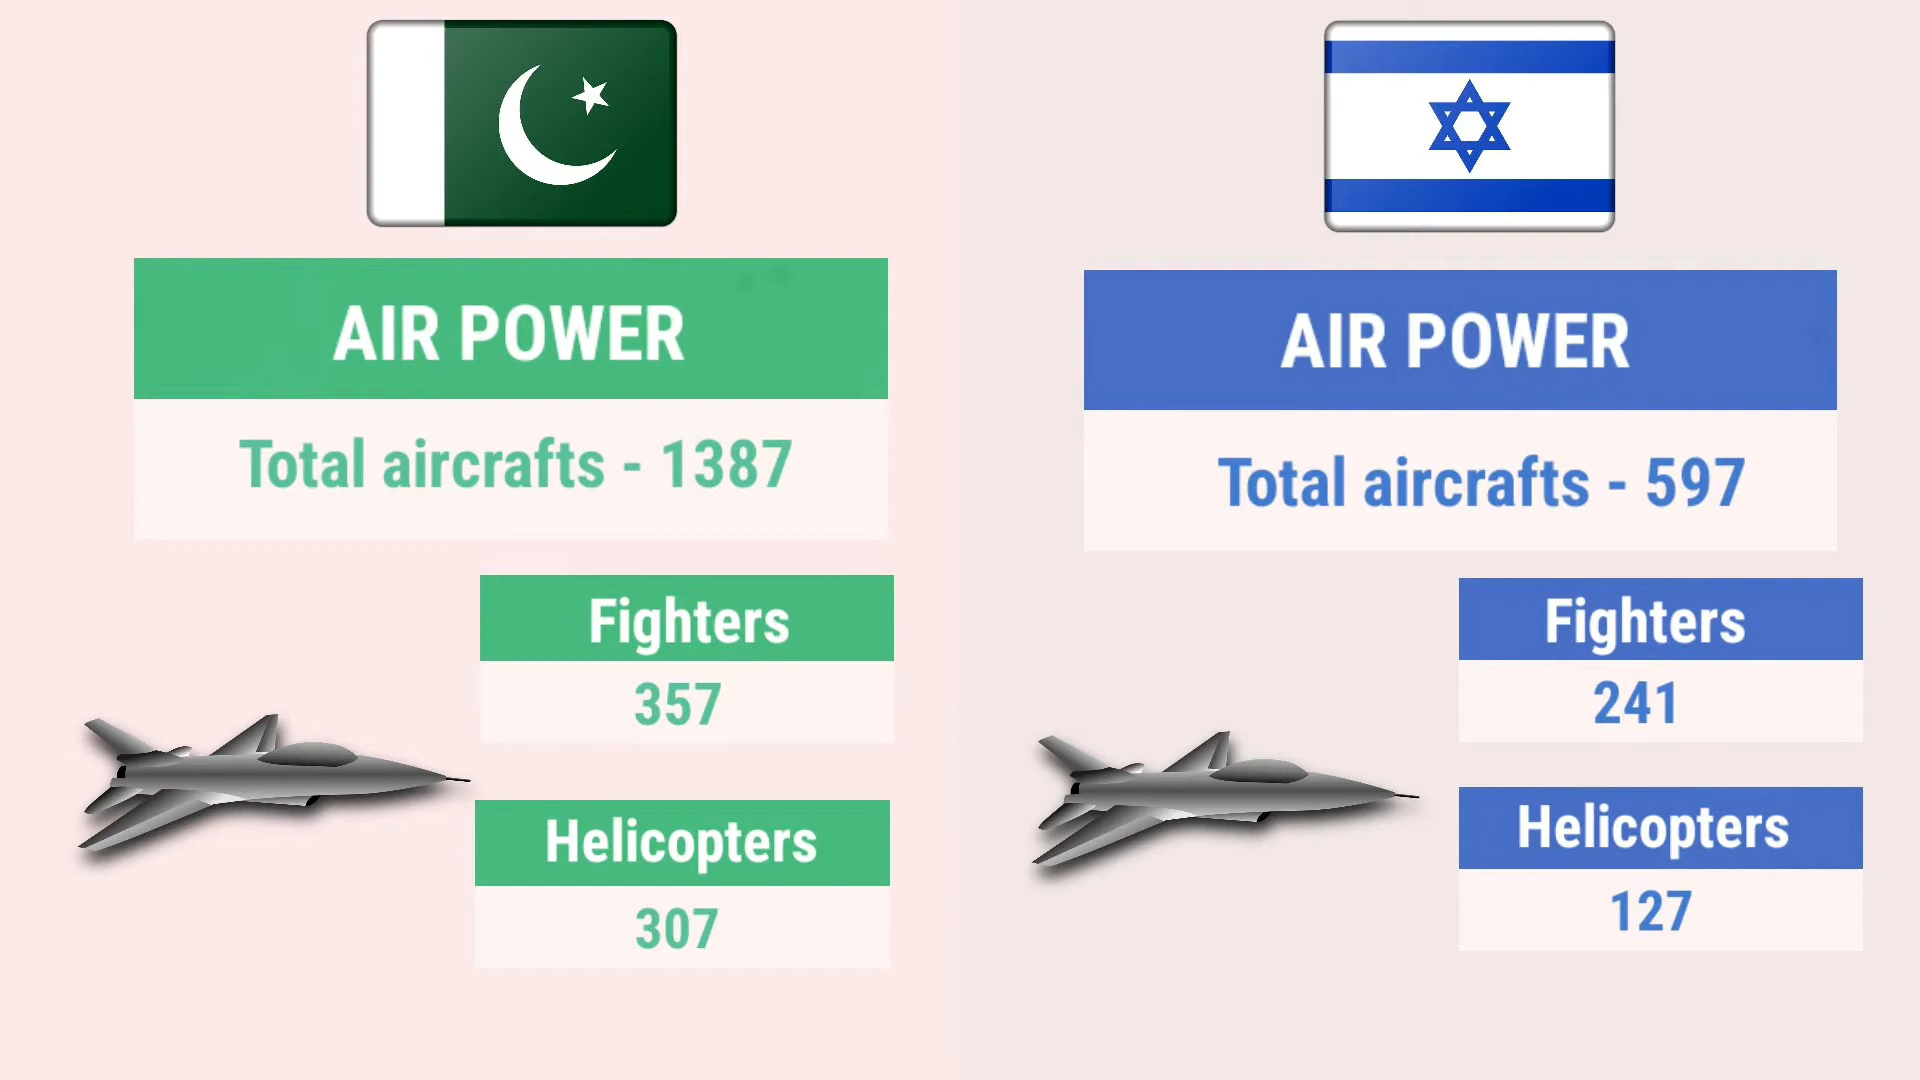 AIR POWER
Total aircrafts - 1387
Fighters
357
Helicopters
307
AIR POWER
Total aircrafts - 597
Fighters
241
Helicopters
127